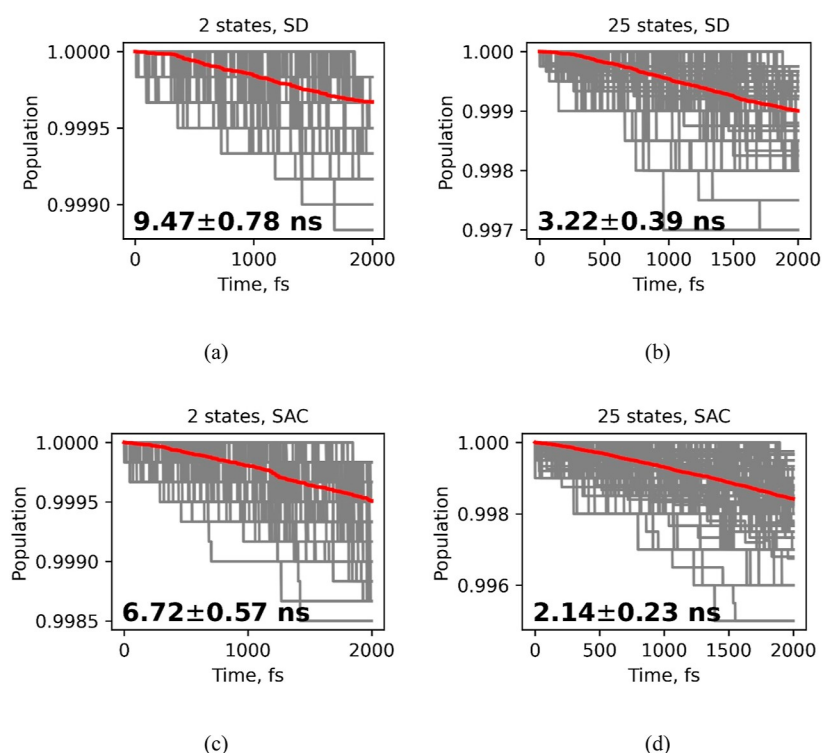 2 states, SD
1.0000
0.9995
0.9990
Population
9.47±0.78 ns
0
1000
2000
Time, fs
(a)
25 states, SD
1.000
0.999
0.998
0.997
Population
3.22±0.39 ns
0
500
1000
1500
2000
Time, fs
(b)
2 states, SAC
1.0000
0.9995
0.9990
0.9985
Population
6.72±0.57 ns
0
1000
2000
Time, fs
(c)
25 states, SAC
1.000
0.998
0.996
Population
2.14±0.23 ns
0
500
1000
1500
2000
Time, fs
(d)